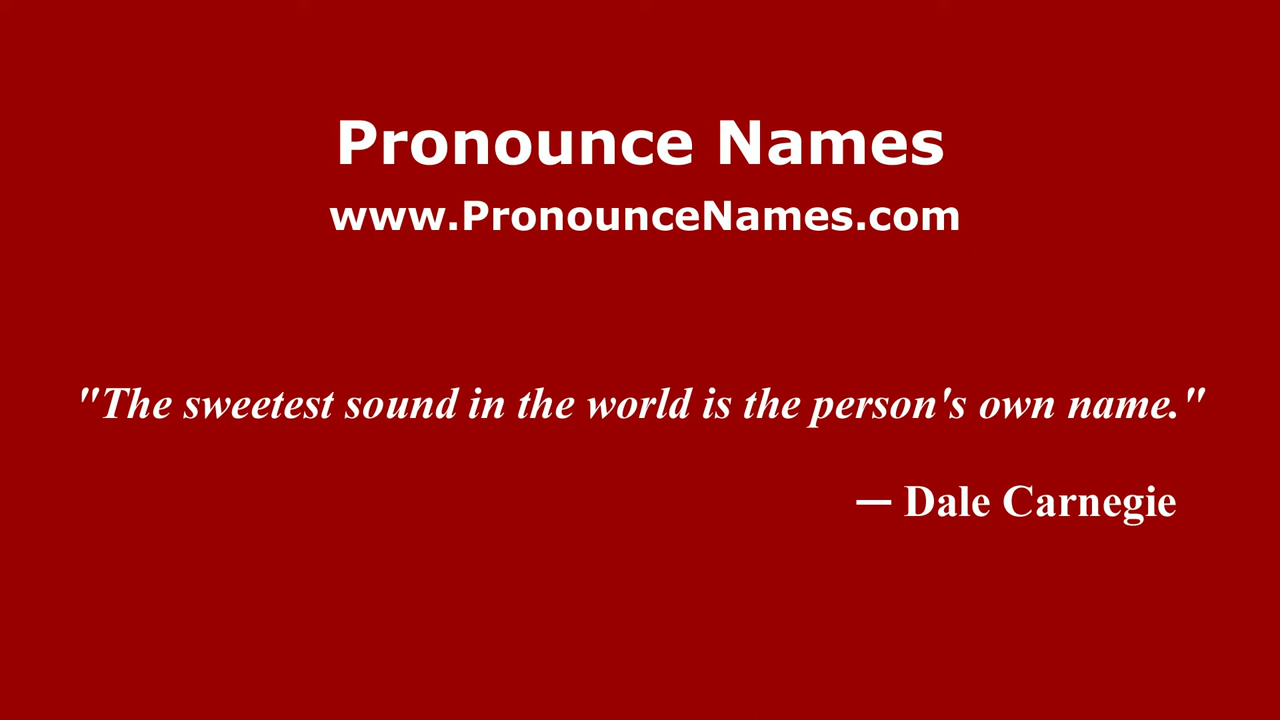 Pronounce Names
www.PronounceNames.com
"The sweetest sound in the world is the person's own name."
— Dale Carnegie